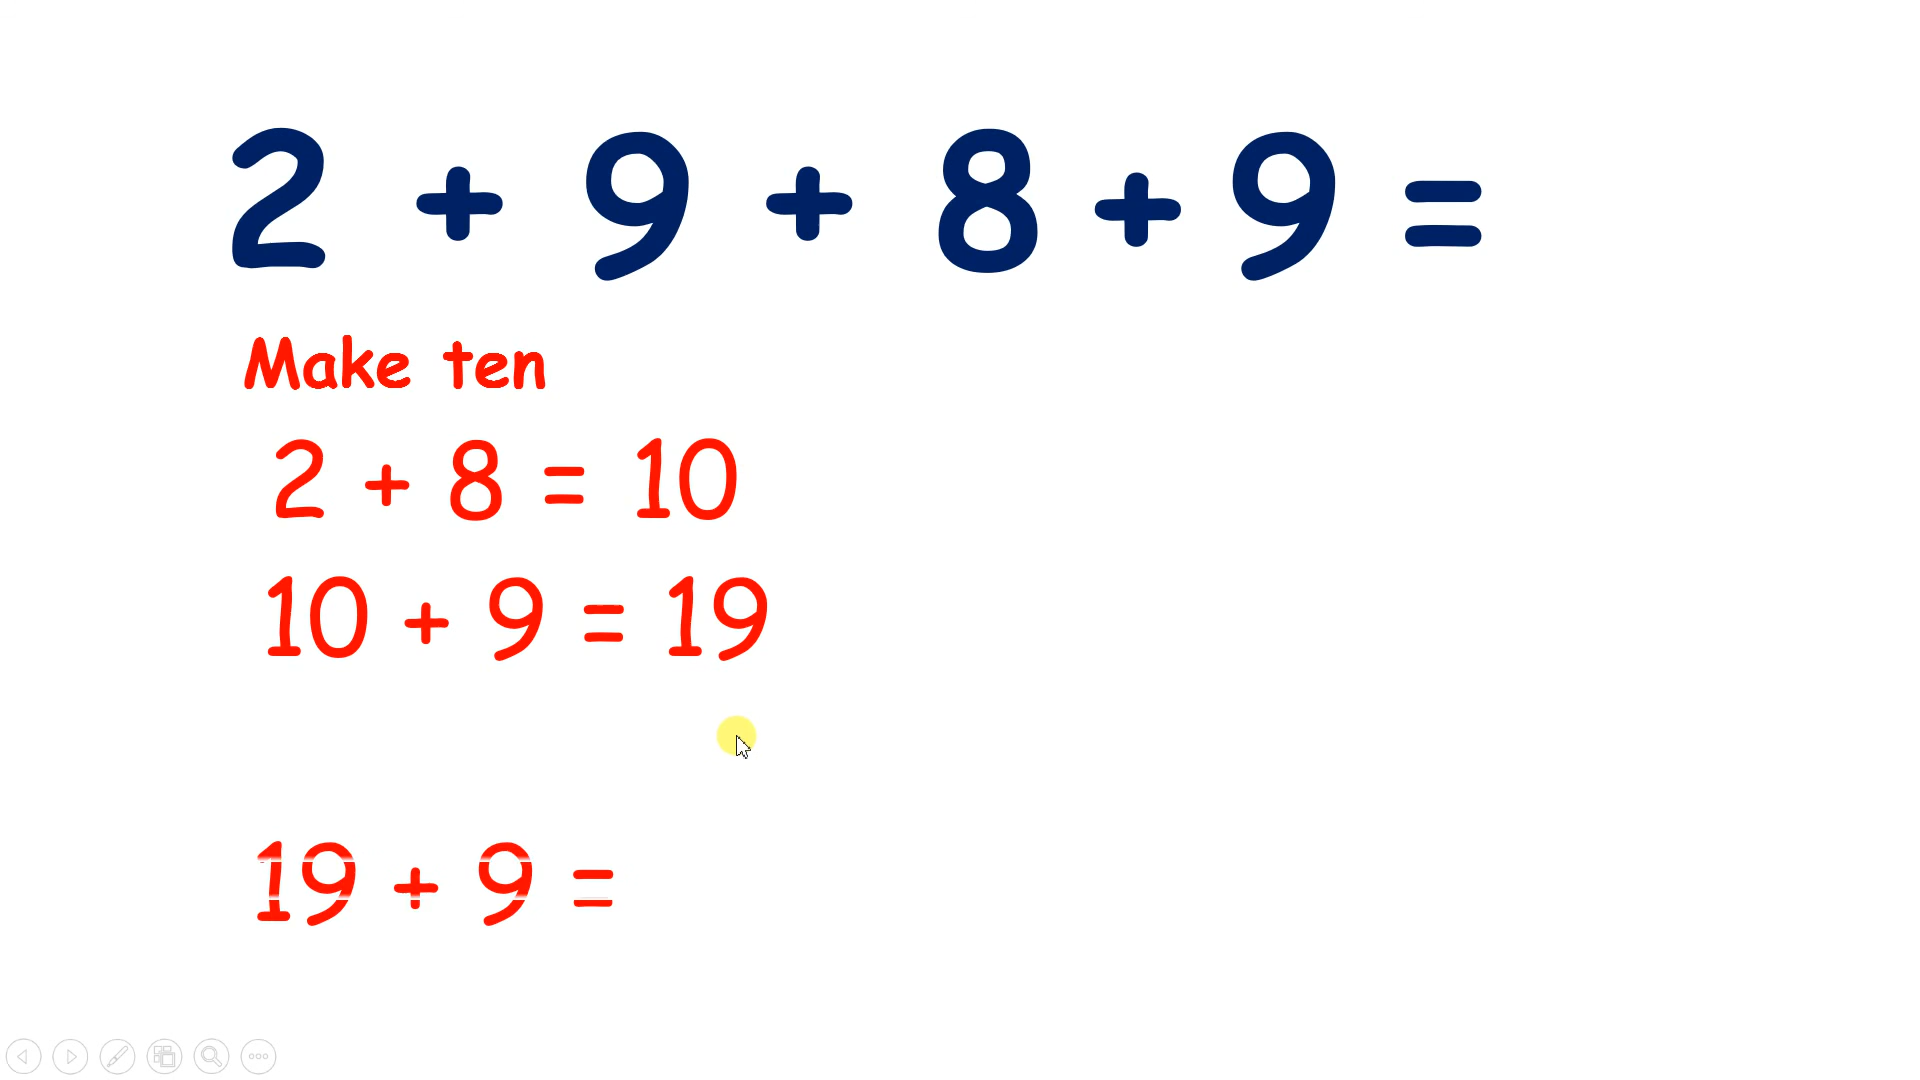 2 + 9 + 8 + 9 =
Make ten
2 + 8 = 10
10 + 9 = 19
19 + 9 =